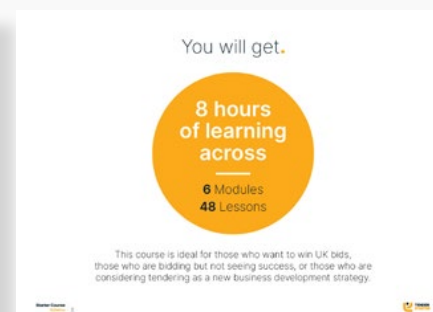 You will get.
8 hours
of learning
across
6 Modules
48 Lessons
This course is ideal for those who want to win UK bids,
those who are bidding but not seeing success, or those who are
considering tendering as a new business development strategy.